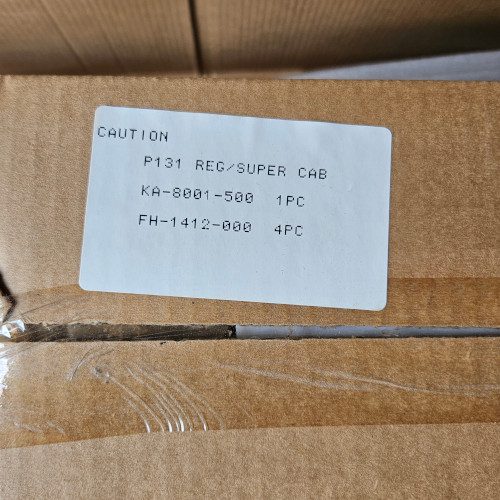 CAUTION
P131 REG/SUPER CAB
KA-8001-500 1PC
FH-1412-000 4PC